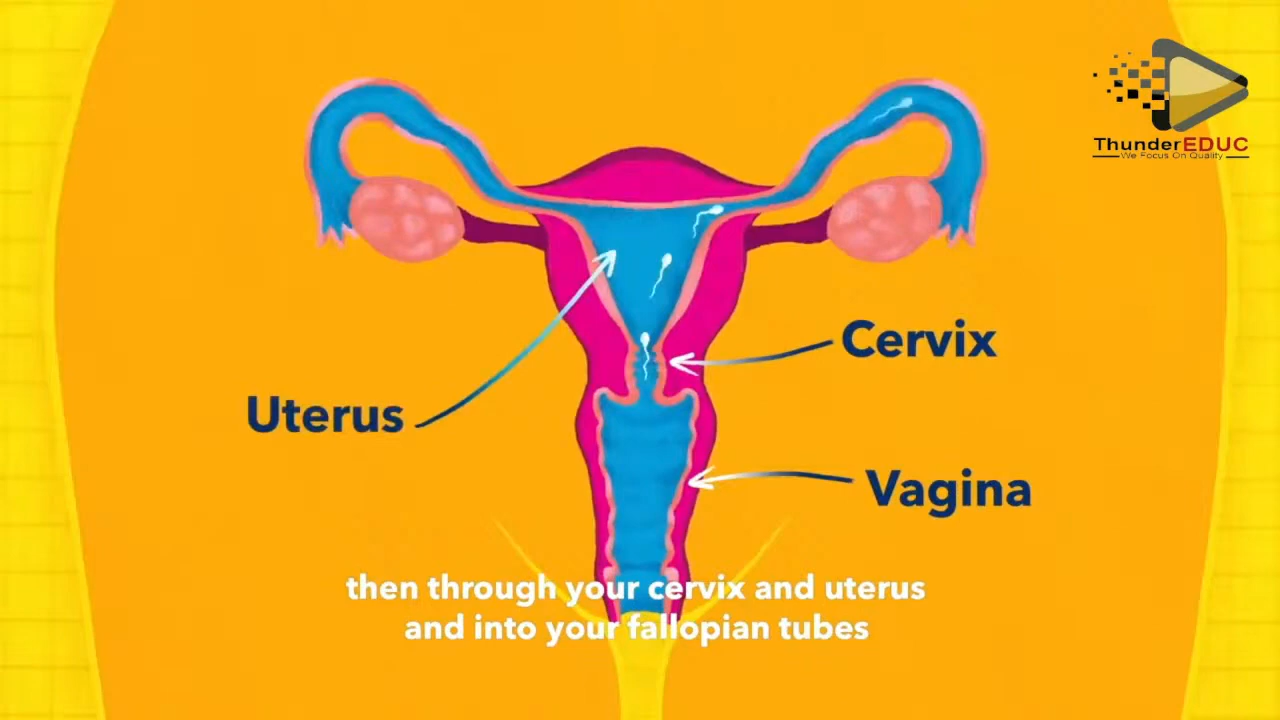 ThunderEDUC
We Focus On Quality
Cervix
Uterus
Vagina
then through your cervix and uterus
and into your fallopian tubes